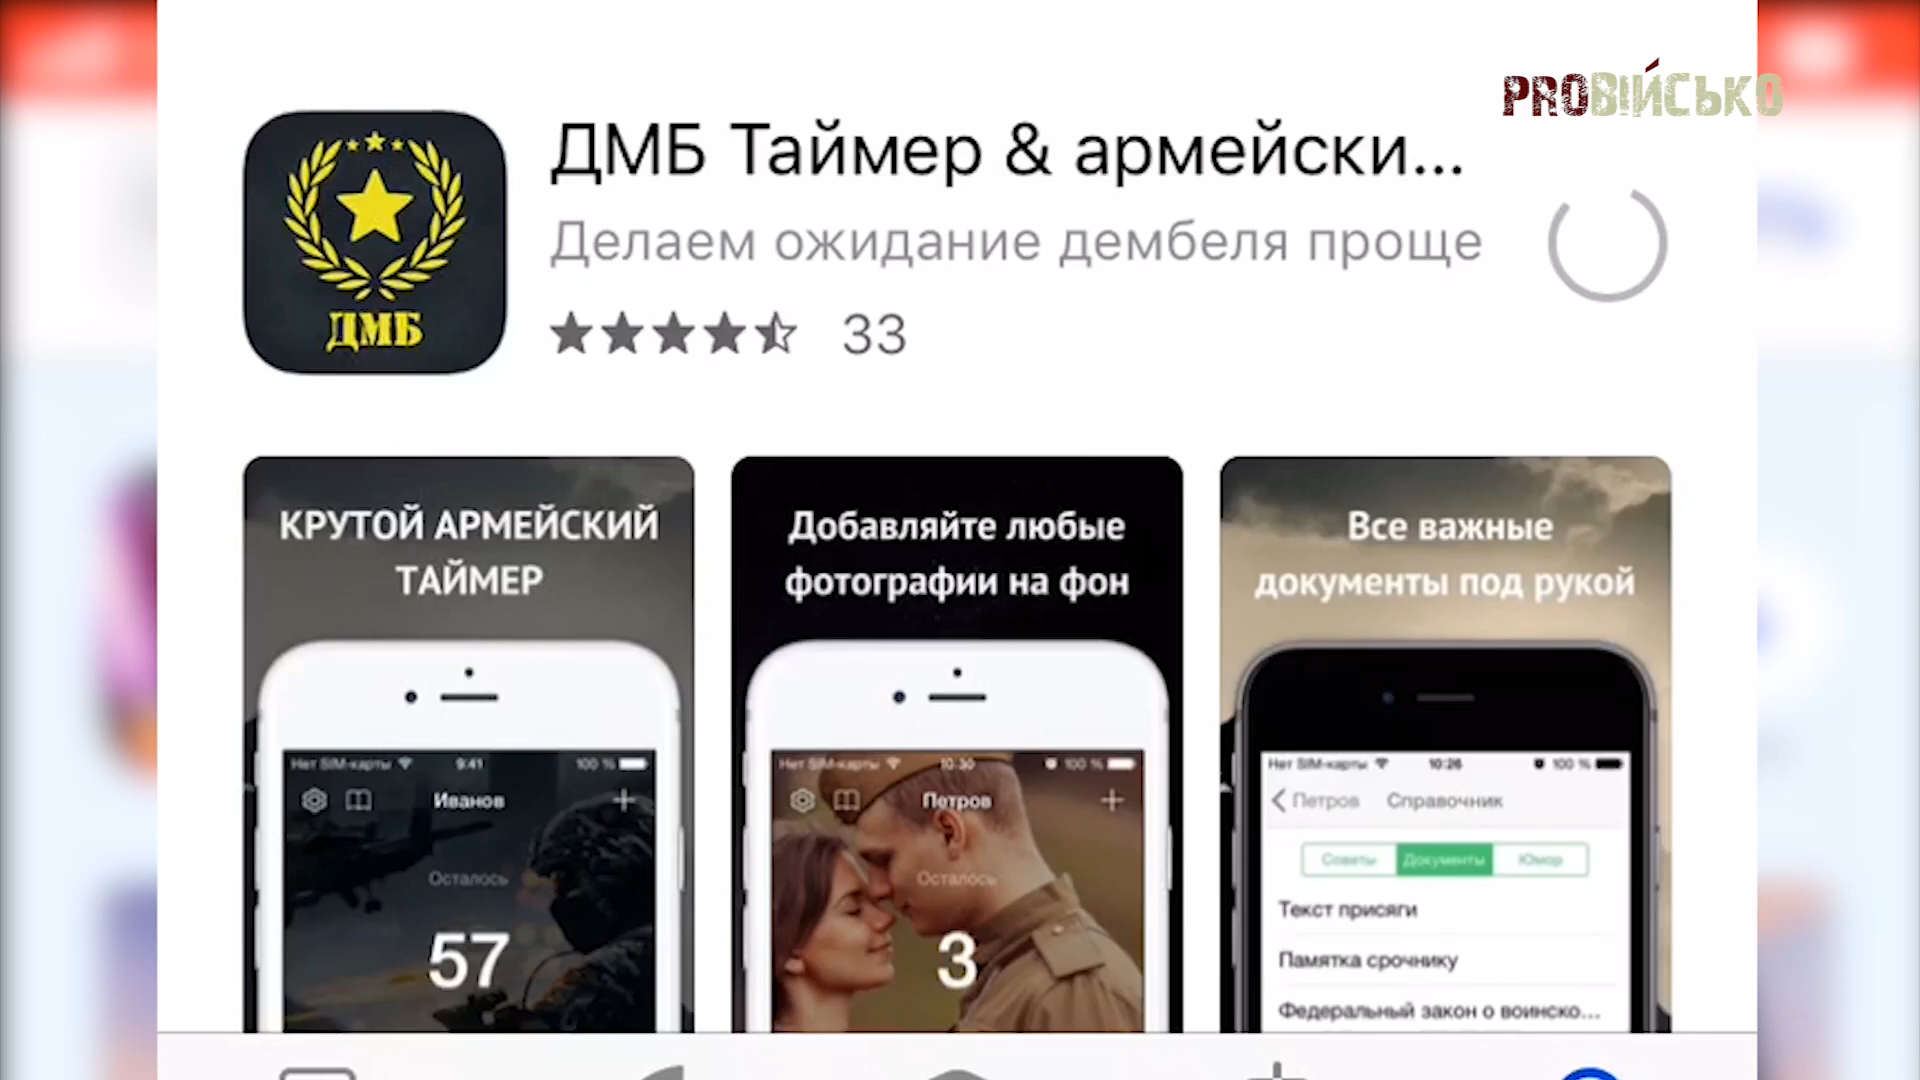 PROВІЙСЬКО
ДМБ Таймер & армейски...
Делаем ожидание дембеля проще
33
ДМБ
КРУТОЙ АРМЕЙСКИЙ
ТАЙМЕР
Нет SIM-карты 9:41 100 %
Иванов
Осталось
57
Добавляйте любые
фотографии на фон
Нет SIM-карты 10:30 100 %
Петров
Осталось
3
Все важные
документы под рукой
Нет SIM-карты 10:26 100 %
Петров Справочник
Советы Документы Юмор
Текст присяги
Памятка срочнику
Федеральный закон о воинско...